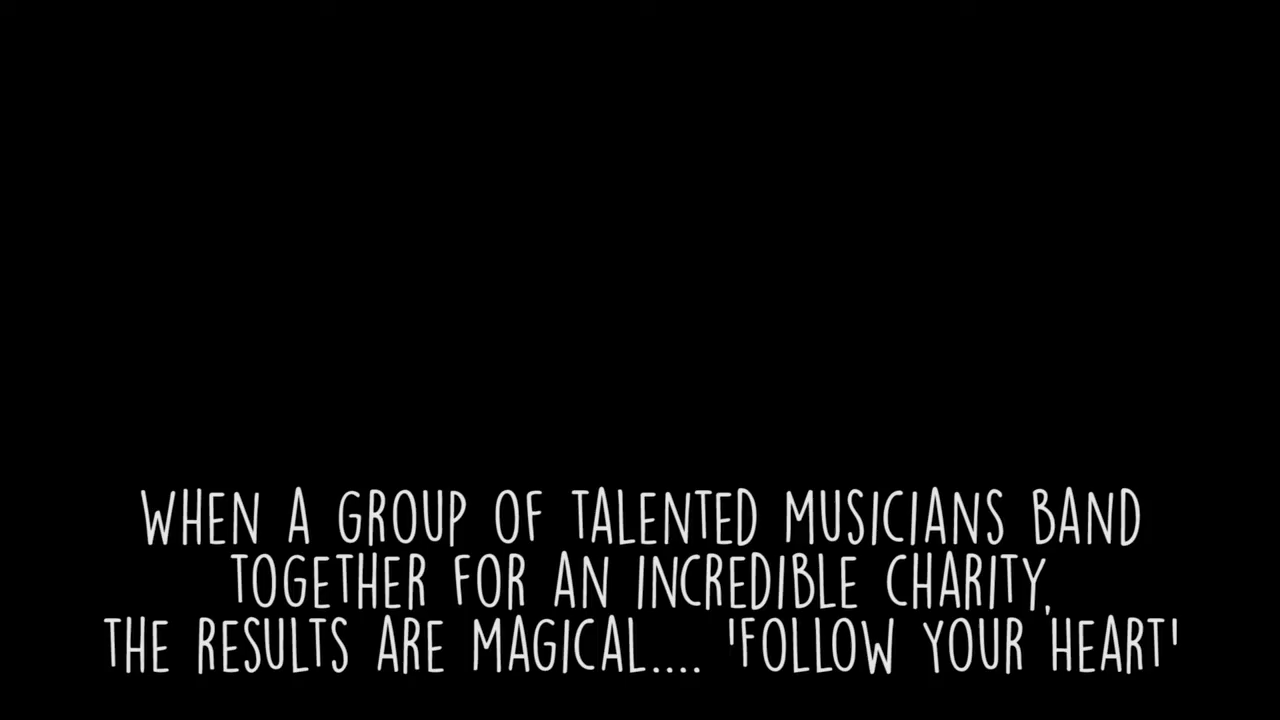 WHEN A GROUP OF TALENTED MUSICIANS BAND
TOGETHER FOR AN INCREDIBLE CHARITY,
THE RESULTS ARE MAGICAL.... 'FOLLOW YOUR HEART'